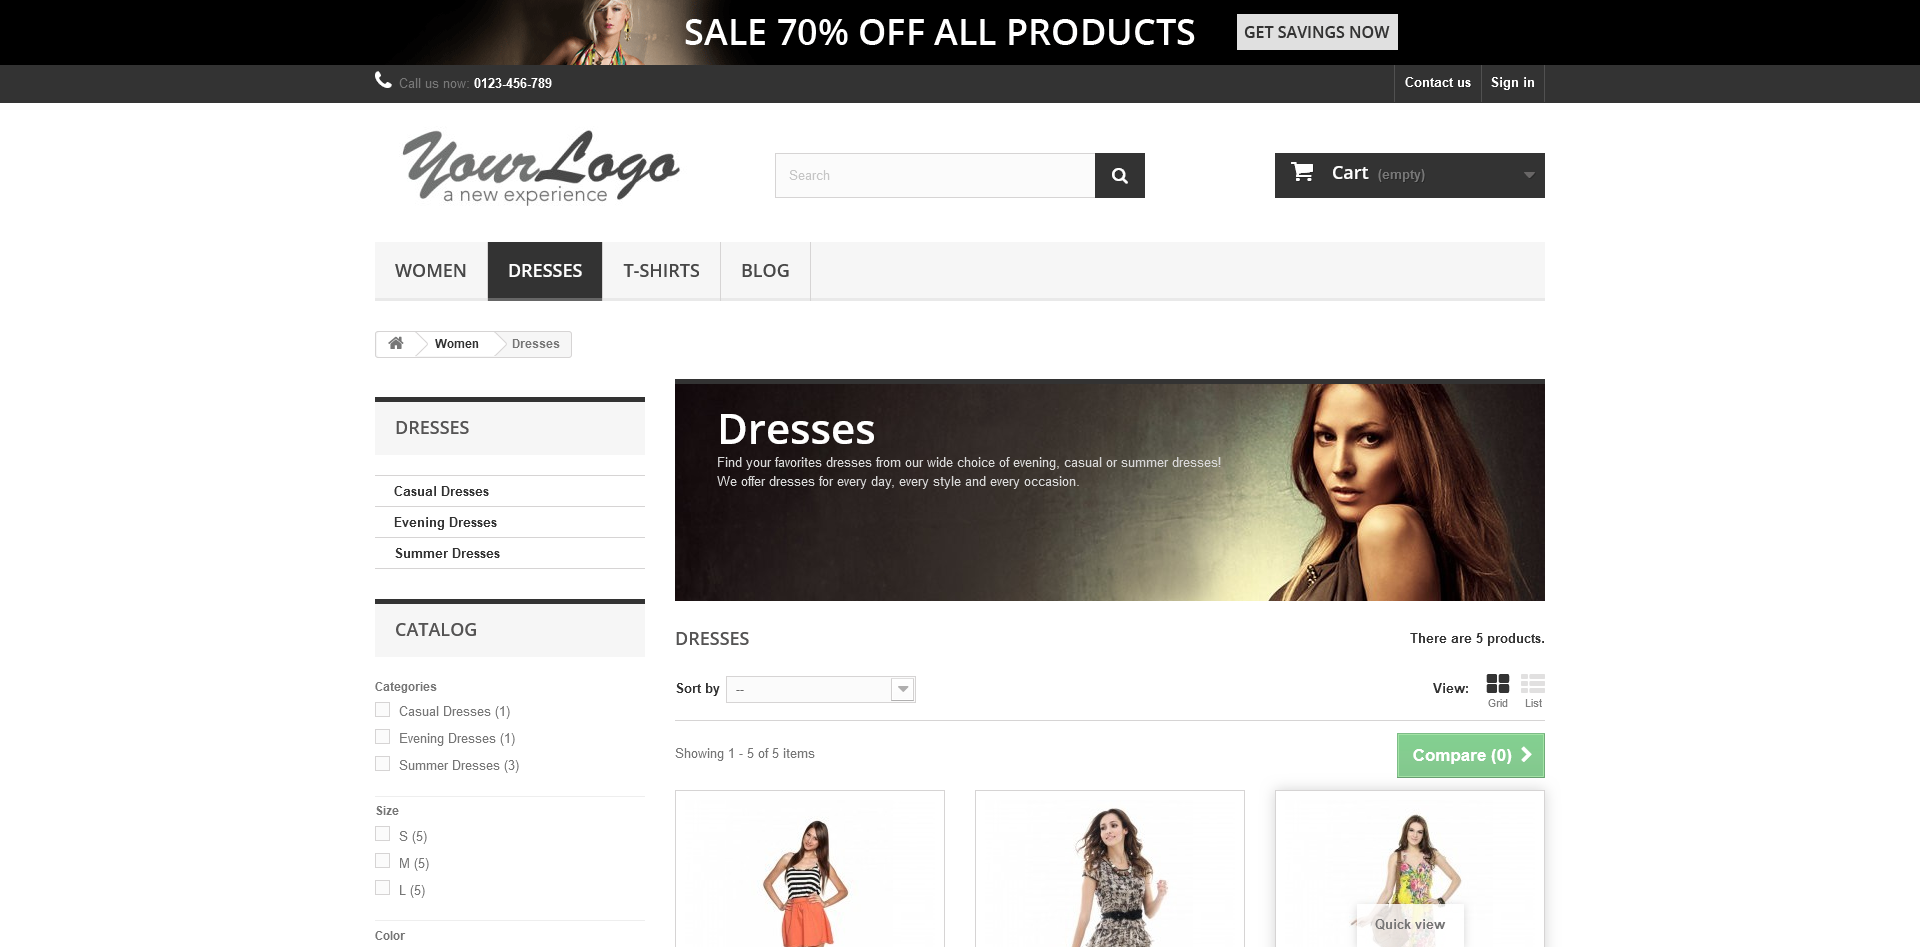 SALE 70% OFF ALL PRODUCTS
GET SAVINGS NOW
Call us now: 0123-456-789
Contact us
Sign in
YourLogo
a new experience
Search
Cart (empty)
WOMEN
DRESSES
T-SHIRTS
BLOG
Women
Dresses
DRESSES
Casual Dresses
Evening Dresses
Summer Dresses
CATALOG
Categories
Casual Dresses (1)
Evening Dresses (1)
Summer Dresses (3)
Size
S (5)
M (5)
L (5)
Color
Dresses
Find your favorites dresses from our wide choice of evening, casual or summer dresses!
We offer dresses for every day, every style and every occasion.
DRESSES
There are 5 products.
Sort by
--
View:
Grid
List
Showing 1 - 5 of 5 items
Compare (0)
Quick view